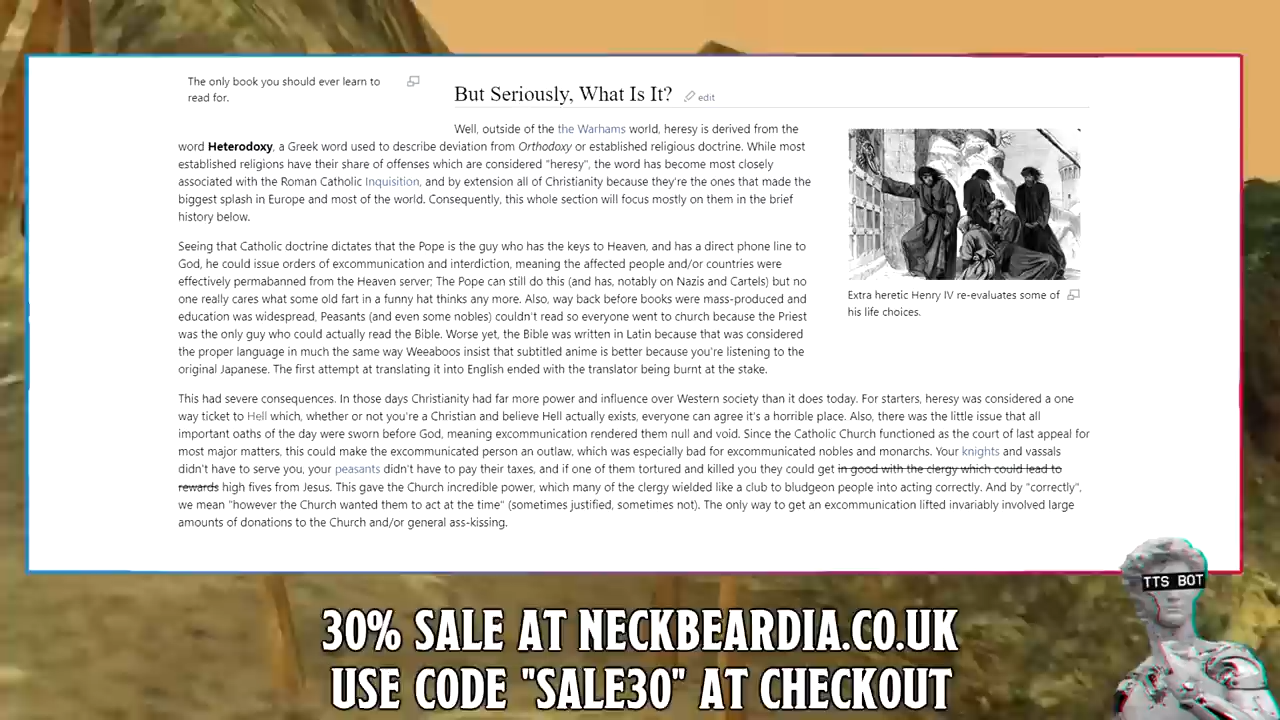 The only book you should ever learn to
read for.
But Seriously, What Is It? edit
Well, outside of the the Warhams world, heresy is derived from the
word Heterodoxy, a Greek word used to describe deviation from Orthodoxy or established religious doctrine. While most
established religions have their share of offenses which are considered "heresy", the word has become most closely
associated with the Roman Catholic Inquisition, and by extension all of Christianity because they're the ones that made the
biggest splash in Europe and most of the world. Consequently, this whole section will focus mostly on them in the brief
history below.
Extra heretic Henry IV re-evaluates some of
his life choices.
Seeing that Catholic doctrine dictates that the Pope is the guy who has the keys to Heaven, and has a direct phone line to
God, he could issue orders of excommunication and interdiction, meaning the affected people and/or countries were
effectively permabanned from the Heaven server; The Pope can still do this (and has, notably on Nazis and Cartels) but no
one really cares what some old fart in a funny hat thinks any more. Also, way back before books were mass-produced and
education was widespread, Peasants (and even some nobles) couldn't read so everyone went to church because the Priest
was the only guy who could actually read the Bible. Worse yet, the Bible was written in Latin because that was considered
the proper language in much the same way Weeaboos insist that subtitled anime is better because you're listening to the
original Japanese. The first attempt at translating it into English ended with the translator being burnt at the stake.
This had severe consequences. In those days Christianity had far more power and influence over Western society than it does today. For starters, heresy was considered a one
way ticket to Hell which, whether or not you're a Christian and believe Hell actually exists, everyone can agree it's a horrible place. Also, there was the little issue that all
important oaths of the day were sworn before God, meaning excommunication rendered them null and void. Since the Catholic Church functioned as the court of last appeal for
most major matters, this could make the excommunicated person an outlaw, which was especially bad for excommunicated nobles and monarchs. Your knights and vassals
didn't have to serve you, your peasants didn't have to pay their taxes, and if one of them tortured and killed you they could get in good with the clergy which could lead to
rewards high fives from Jesus. This gave the Church incredible power, which many of the clergy wielded like a club to bludgeon people into acting correctly. And by "correctly",
we mean "however the Church wanted them to act at the time" (sometimes justified, sometimes not). The only way to get an excommunication lifted invariably involved large
amounts of donations to the Church and/or general ass-kissing.
TTS BOT
30% SALE AT NECKBEARDIA.CO.UK
USE CODE "SALE30" AT CHECKOUT